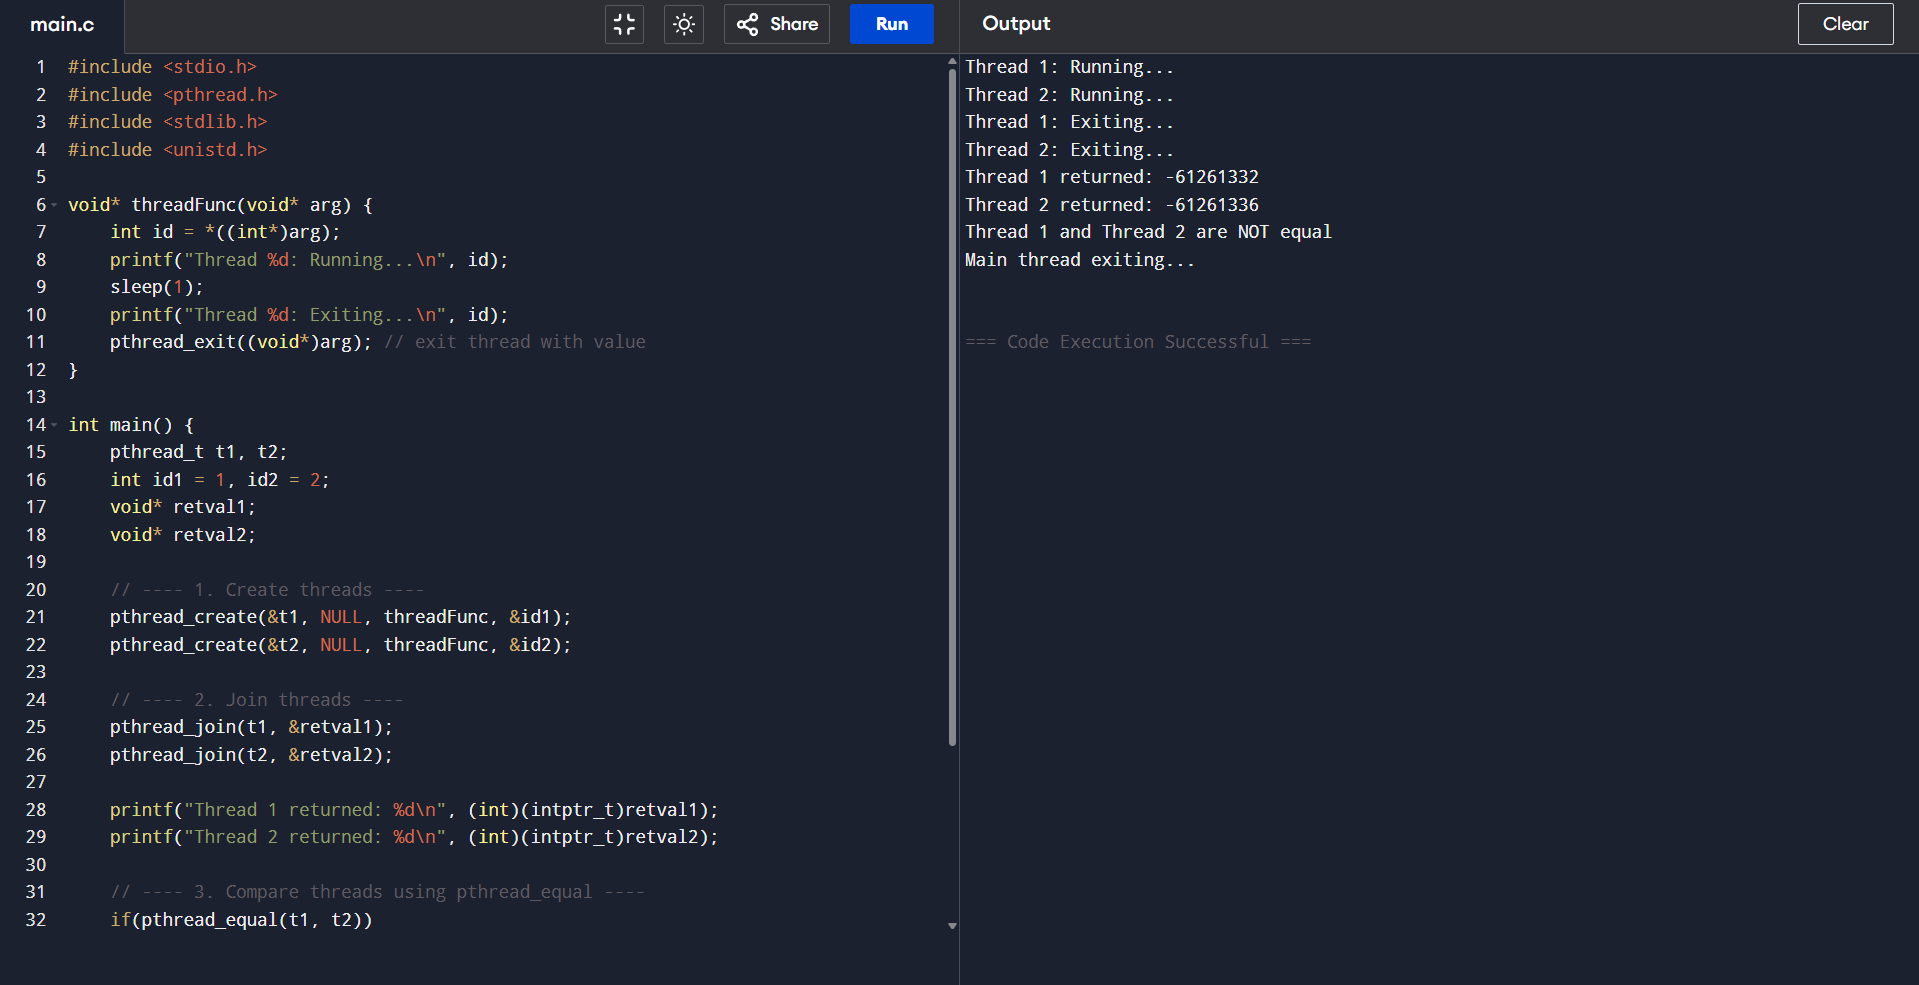 main.c
Share
Run
Output
Clear
1 #include <stdio.h>
2 #include <pthread.h>
3 #include <stdlib.h>
4 #include <unistd.h>
5
6 void* threadFunc(void* arg) {
7     int id = *((int*)arg);
8     printf("Thread %d: Running...\n", id);
9     sleep(1);
10     printf("Thread %d: Exiting...\n", id);
11     pthread_exit((void*)arg); // exit thread with value
12 }
13
14 int main() {
15     pthread_t t1, t2;
16     int id1 = 1, id2 = 2;
17     void* retval1;
18     void* retval2;
19
20     // ---- 1. Create threads ----
21     pthread_create(&t1, NULL, threadFunc, &id1);
22     pthread_create(&t2, NULL, threadFunc, &id2);
23
24     // ---- 2. Join threads ----
25     pthread_join(t1, &retval1);
26     pthread_join(t2, &retval2);
27
28     printf("Thread 1 returned: %d\n", (int)(intptr_t)retval1);
29     printf("Thread 2 returned: %d\n", (int)(intptr_t)retval2);
30
31     // ---- 3. Compare threads using pthread_equal ----
32     if(pthread_equal(t1, t2))
Thread 1: Running...
Thread 2: Running...
Thread 1: Exiting...
Thread 2: Exiting...
Thread 1 returned: -61261332
Thread 2 returned: -61261336
Thread 1 and Thread 2 are NOT equal
Main thread exiting...
=== Code Execution Successful ===